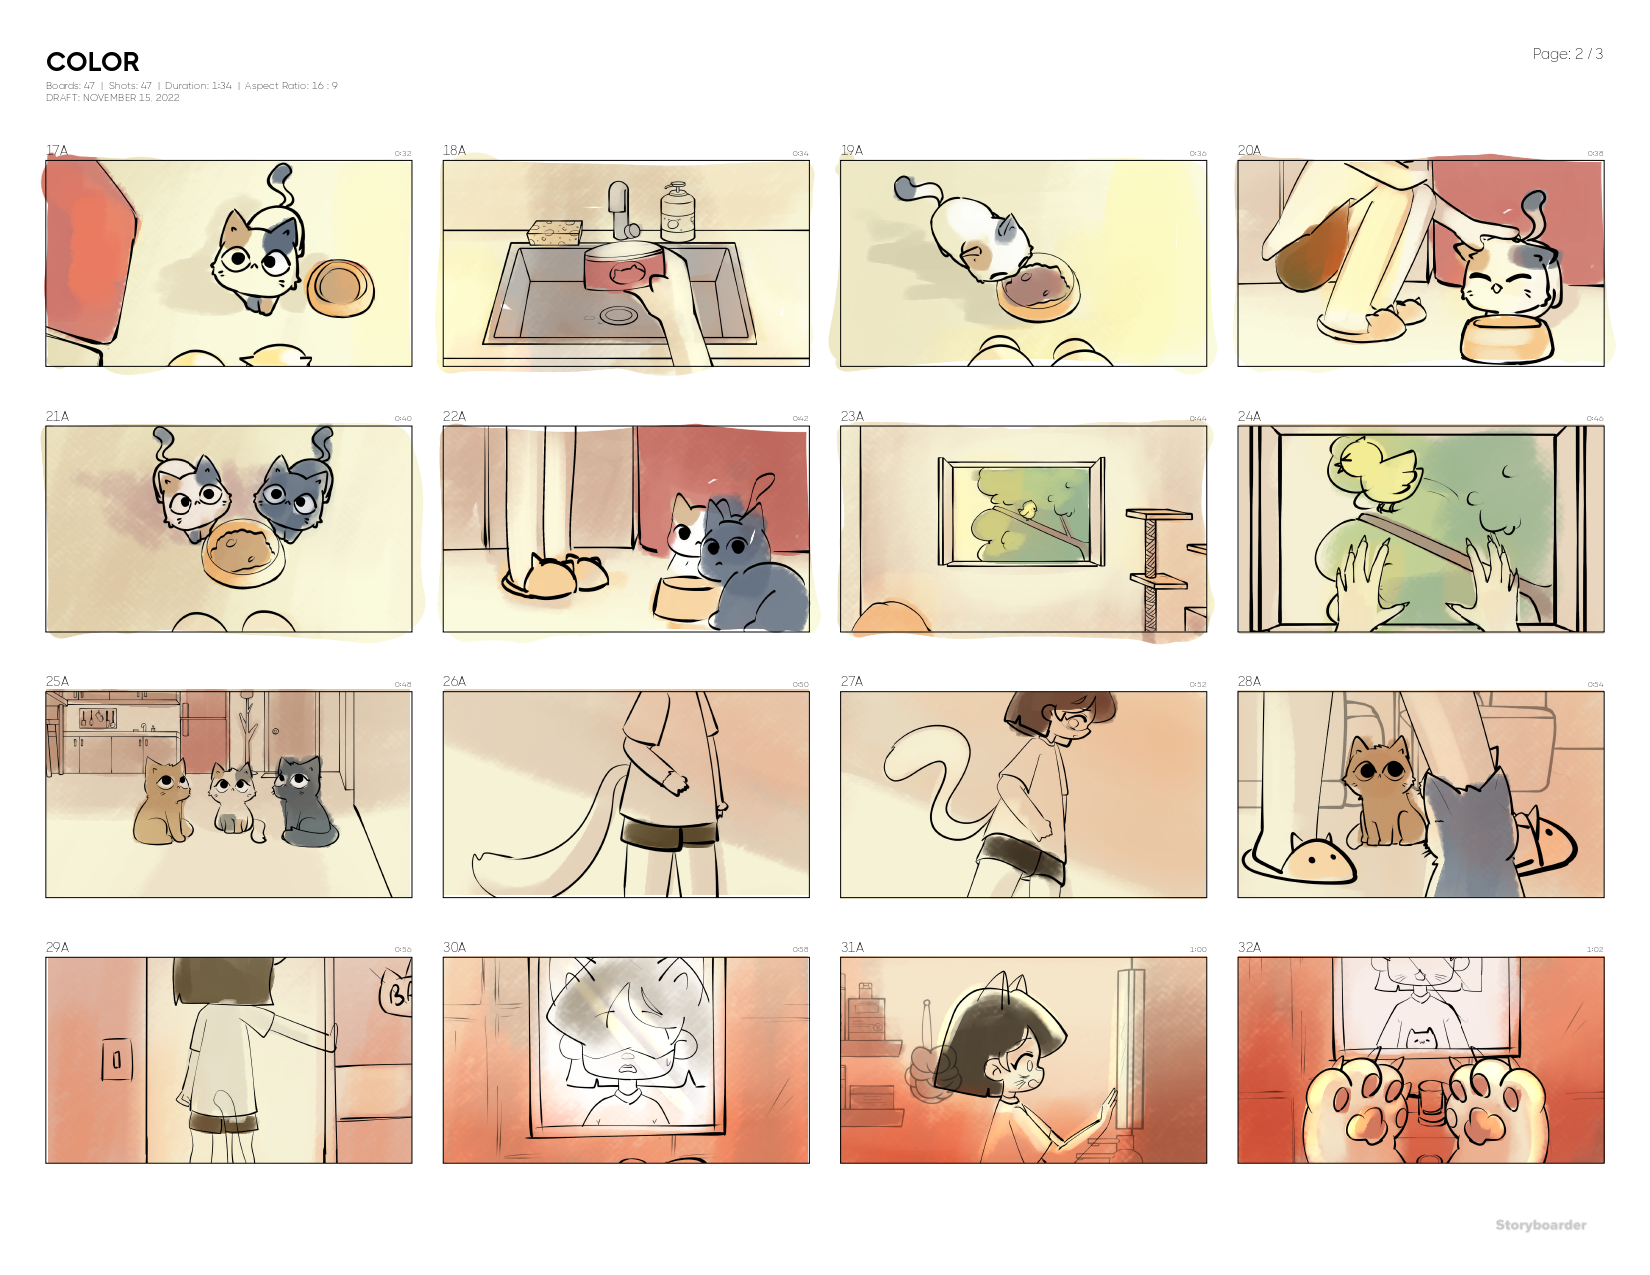 COLOR
Page: 2 / 3
Boards: 47 | Shots: 47 | Duration: 1:34 | Aspect Ratio: 16 : 9
DRAFT: NOVEMBER 15, 2022
17A 0:32 18A 0:34 19A 0:36 20A 0:38
21A 0:40 22A 0:42 23A 0:44 24A 0:46
25A 0:48 26A 0:50 27A 0:52 28A 0:54
29A 0:56 30A 0:58 31A 1:00 32A 1:02
BA
Storyboarder